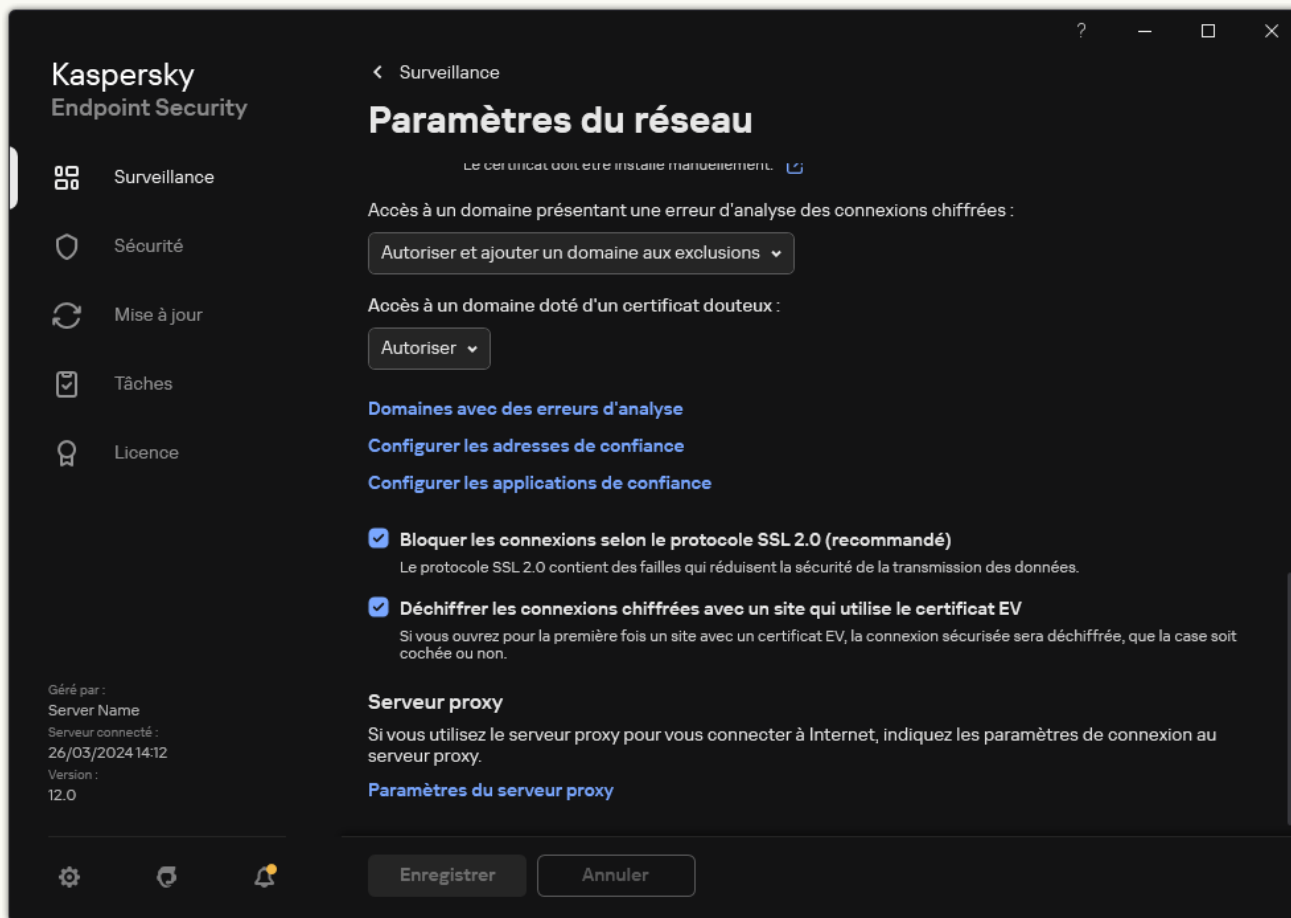 ?
Kaspersky
Endpoint Security
Surveillance
Sécurité
Mise à jour
Tâches
Licence
Géré par :
Server Name
Serveur connecté :
26/03/2024 14:12
Version :
12.0
Surveillance
Paramètres du réseau
Le certificat doit être installé manuellement.
Accès à un domaine présentant une erreur d'analyse des connexions chiffrées :
Autoriser et ajouter un domaine aux exclusions
Accès à un domaine doté d'un certificat douteux :
Autoriser
Domaines avec des erreurs d'analyse
Configurer les adresses de confiance
Configurer les applications de confiance
Bloquer les connexions selon le protocole SSL 2.0 (recommandé)
Le protocole SSL 2.0 contient des failles qui réduisent la sécurité de la transmission des données.
Déchiffrer les connexions chiffrées avec un site qui utilise le certificat EV
Si vous ouvrez pour la première fois un site avec un certificat EV, la connexion sécurisée sera déchiffrée, que la case soit
cochée ou non.
Serveur proxy
Si vous utilisez le serveur proxy pour vous connecter à Internet, indiquez les paramètres de connexion au
serveur proxy.
Paramètres du serveur proxy
Enregistrer
Annuler